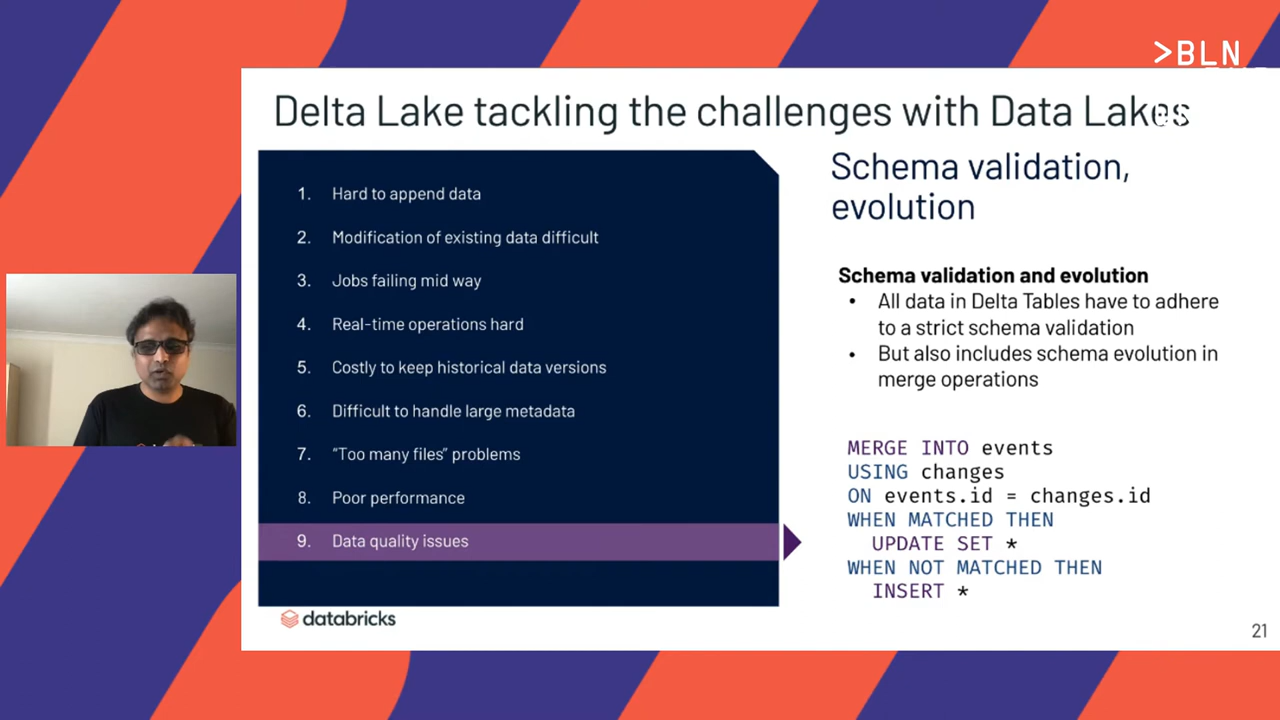 >BLN
Delta Lake tackling the challenges with Data Lakes
1. Hard to append data
2. Modification of existing data difficult
3. Jobs failing mid way
4. Real-time operations hard
5. Costly to keep historical data versions
6. Difficult to handle large metadata
7. "Too many files" problems
8. Poor performance
9. Data quality issues
databricks
Schema validation,
evolution
Schema validation and evolution
• All data in Delta Tables have to adhere
to a strict schema validation
• But also includes schema evolution in
merge operations
MERGE INTO events
USING changes
ON events.id = changes.id
WHEN MATCHED THEN
UPDATE SET *
WHEN NOT MATCHED THEN
INSERT *
21